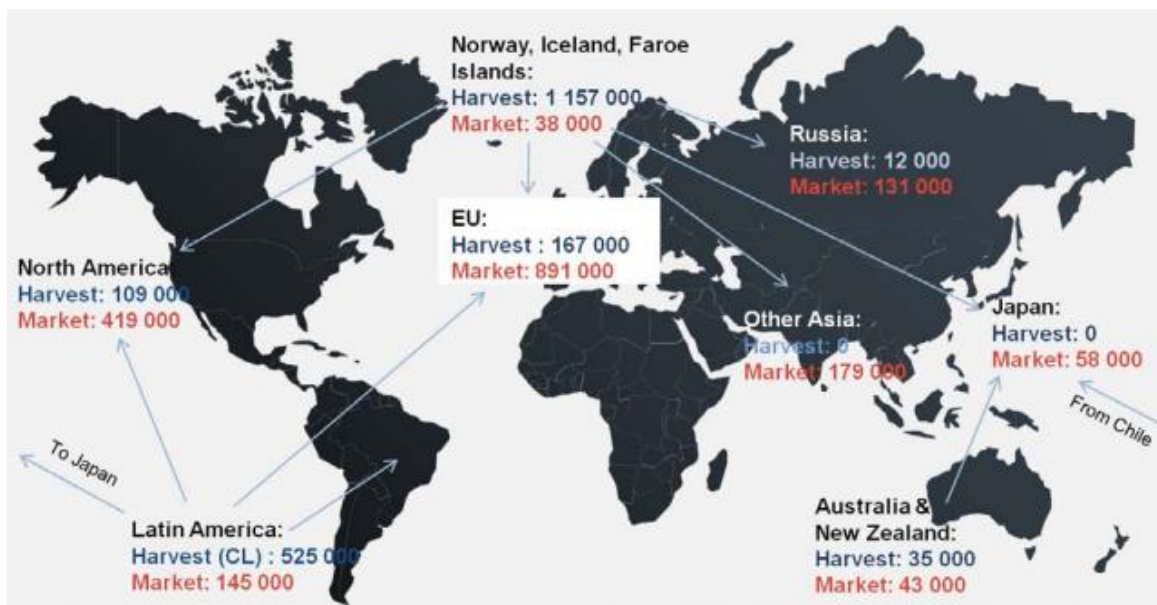 Norway, Iceland, Faroe
Islands:
Harvest: 1 157 000
Market: 38 000
Russia:
Harvest: 12 000
Market: 131 000
EU:
Harvest : 167 000
Market: 891 000
North America
Harvest: 109 000
Market: 419 000
Other Asia:
Harvest: 0
Market: 179 000
Japan:
Harvest: 0
Market: 58 000
From Chile
To Japan
Latin America:
Harvest (CL) : 525 000
Market: 145 000
Australia &
New Zealand:
Harvest: 35 000
Market: 43 000